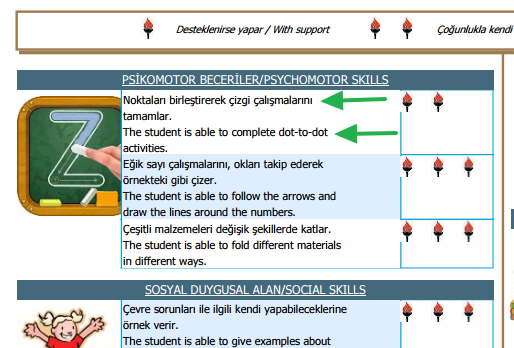 Desteklenirse yapar / With support
Çoğunlukla kendi
PSİKOMOTOR BECERİLER/PSYCHOMOTOR SKILLS
Noktaları birleştirerek çizgi çalışmalarını
tamamlar.
The student is able to complete dot-to-dot
activities.
Eğik sayı çalışmalarını, okları takip ederek
örnekteki gibi çizer.
The student is able to follow the arrows and
draw the lines around the numbers.
Çeşitli malzemeleri değişik şekillerde katlar.
The student is able to fold different materials
in different ways.
SOSYAL DUYGUSAL ALAN/SOCIAL SKILLS
Çevre sorunları ile ilgili kendi yapabileceklerine
örnek verir.
The student is able to give examples about